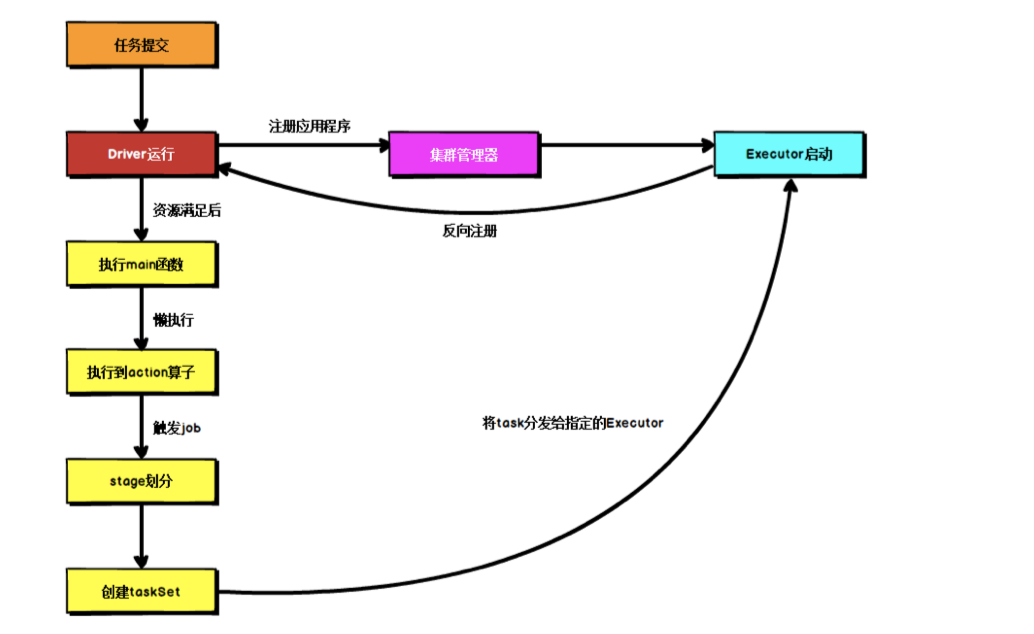 任务提交
注册应用程序
Driver运行
集群管理器
Executor启动
资源满足后
反向注册
执行main函数
懒执行
执行到action算子
触发job
将task分发给指定的Executor
stage划分
创建taskSet